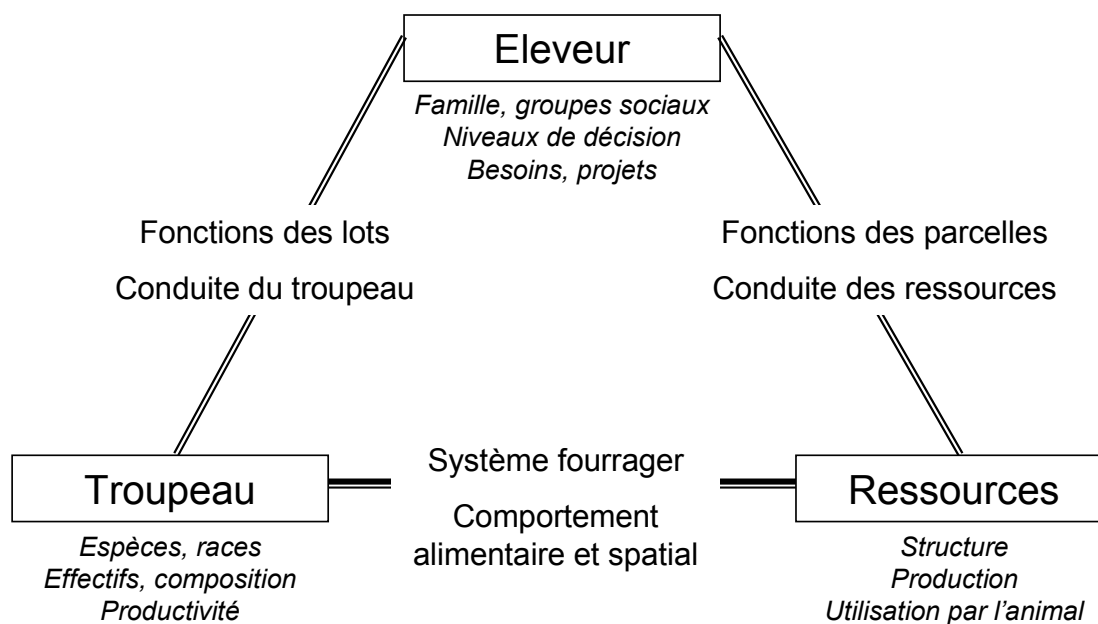 Eleveur
Famille, groupes sociaux
Niveaux de décision
Besoins, projets
Fonctions des lots
Conduite du troupeau
Fonctions des parcelles
Conduite des ressources
Troupeau
Espèces, races
Effectifs, composition
Productivité
Système fourrager
Comportement
alimentaire et spatial
Ressources
Structure
Production
Utilisation par l'animal